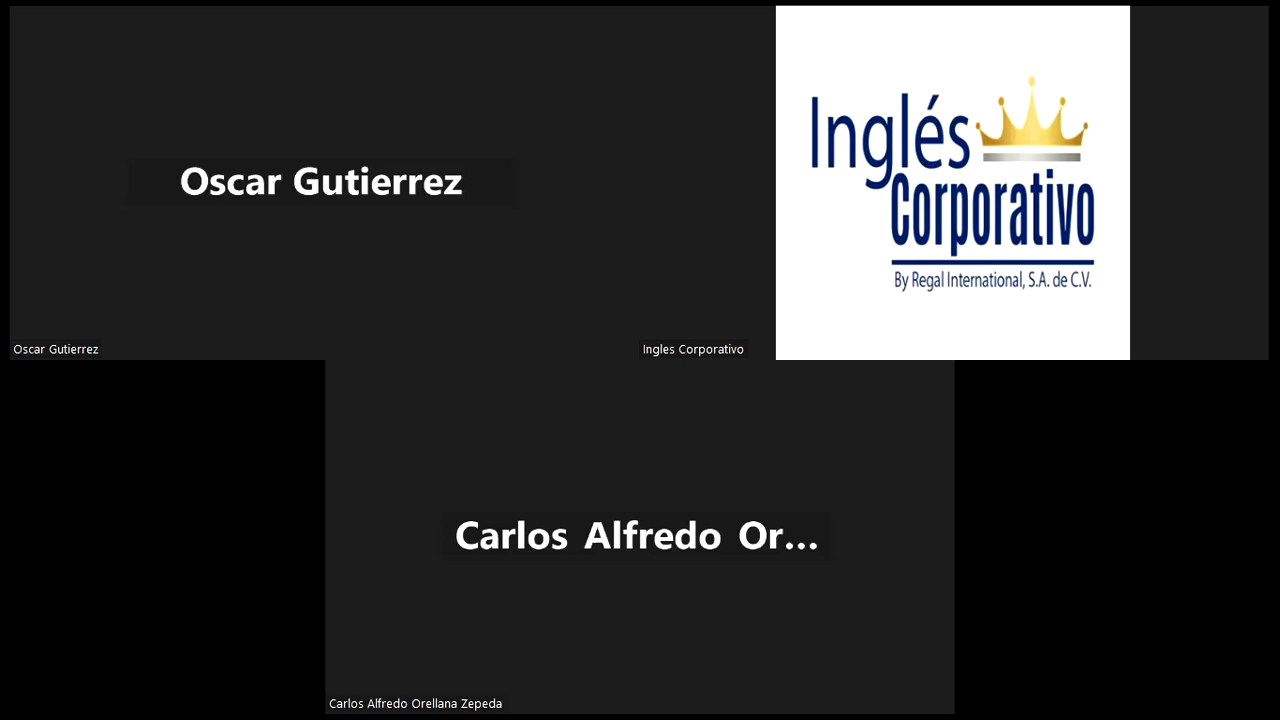 Oscar Gutierrez
Oscar Gutierrez
Inglés
Corporativo
By Regal International, S.A. de C.V.
Ingles Corporativo
Carlos Alfredo Or...
Carlos Alfredo Orellana Zepeda